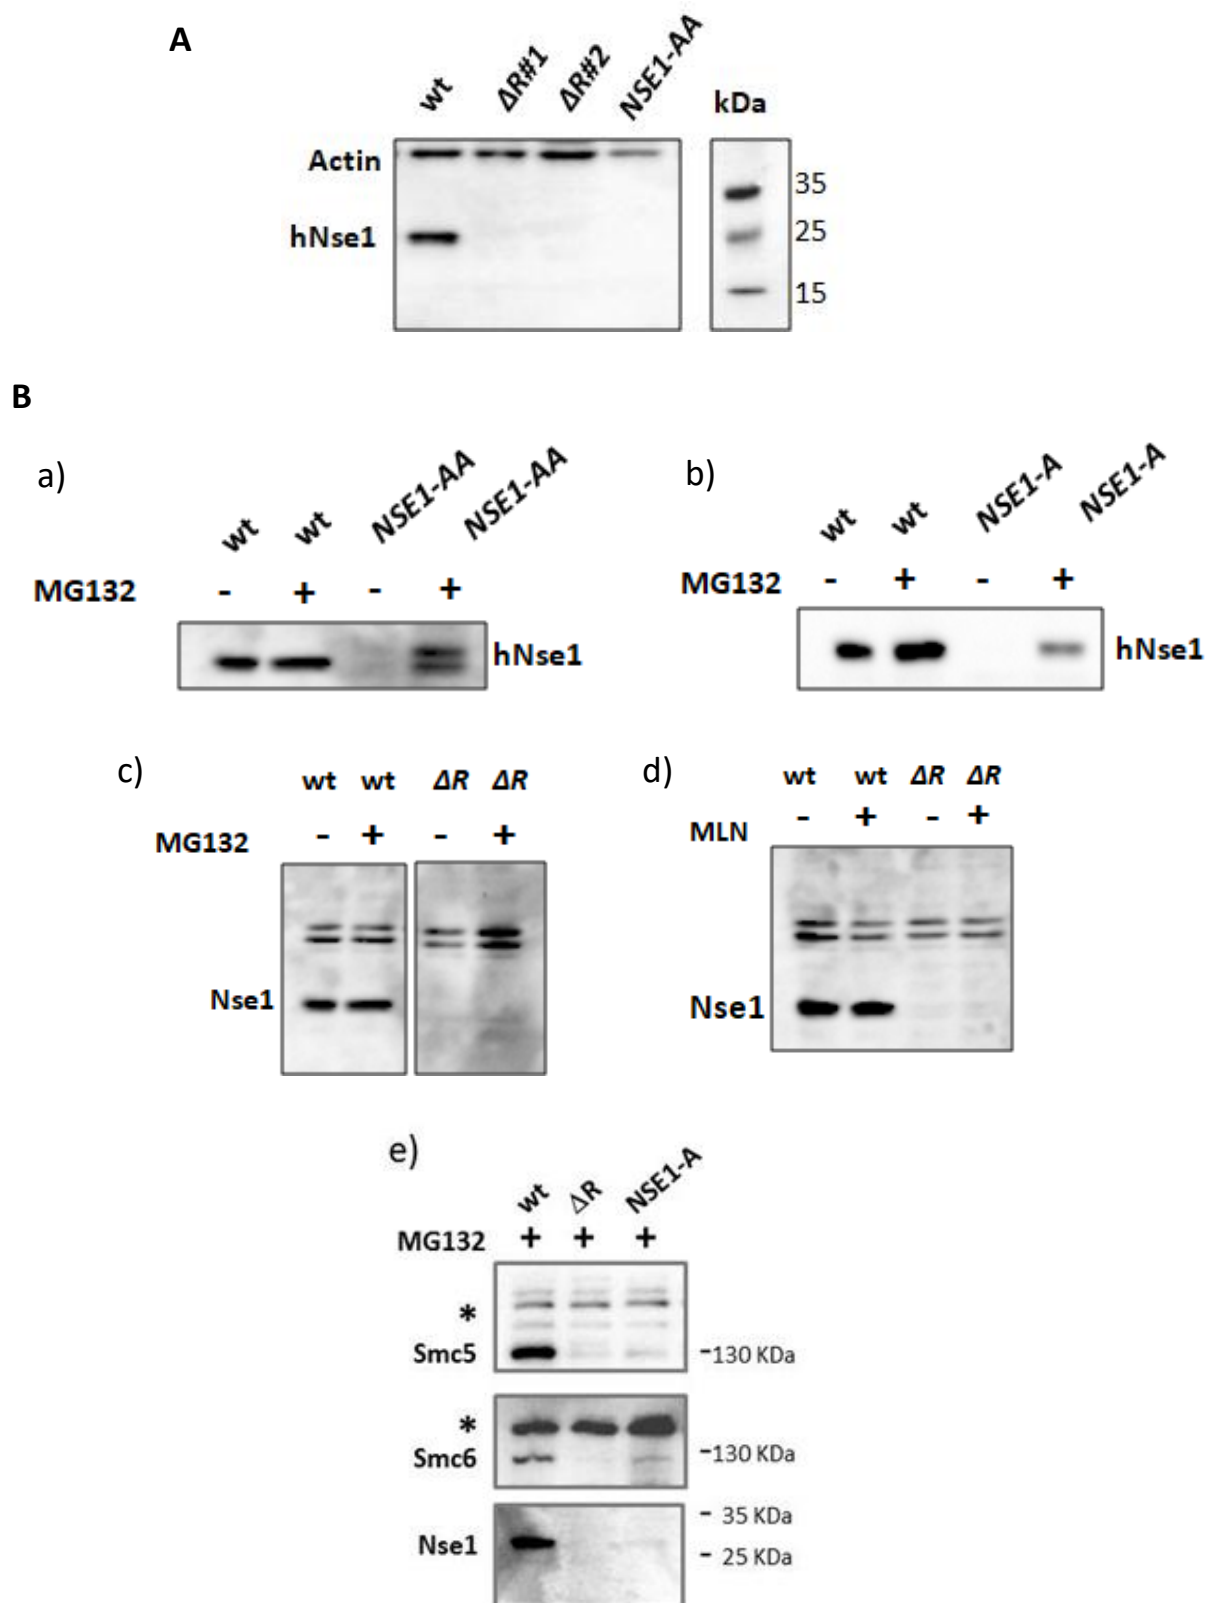 A
wt ΔR#1 ΔR#2 NSE1-AA kDa
Actin
hNse1
35
25
15
B
a)
wt wt NSE1-AA NSE1-AA
MG132 - + - +
hNse1
b)
wt wt NSE1-A NSE1-A
MG132 - + - +
hNse1
c)
wt wt ΔR ΔR
MG132 - + - +
Nse1
d)
wt wt ΔR ΔR
MLN - + - +
Nse1
e)
wt ΔR NSE1-A
MG132 + + +
*
Smc5 -130 KDa
*
Smc6 -130 KDa
- 35 KDa
Nse1
- 25 KDa